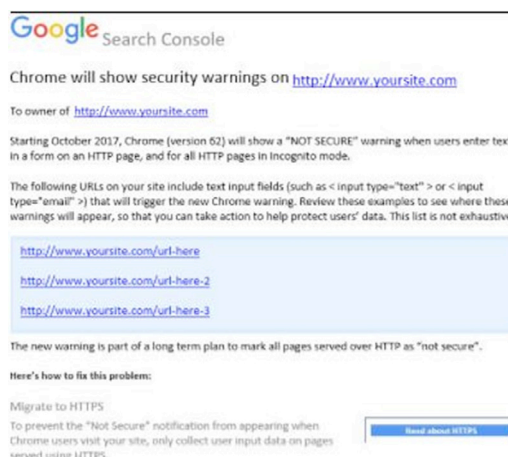 Google Search Console
Chrome will show security warnings on http://www.yoursite.com
To owner of http://www.yoursite.com
Starting October 2017, Chrome (version 62) will show a "NOT SECURE" warning when users enter tex
in a form on an HTTP page, and for all HTTP pages in Incognito mode.
The following URLs on your site include text input fields (such as < input type="text" > or < input
type="email" >) that will trigger the new Chrome warning. Review these examples to see where these
warnings will appear, so that you can take action to help protect users' data. This list is not exhaustive
http://www.yoursite.com/url-here
http://www.yoursite.com/url-here-2
http://www.yoursite.com/url-here-3
The new warning is part of a long term plan to mark all pages served over HTTP as "not secure".
Here's how to fix this problem:
Migrate to HTTPS
To prevent the "Not Secure" notification from appearing when
Chrome users visit your site, only collect user input data on pages
served using HTTPS
Read about HTTPS